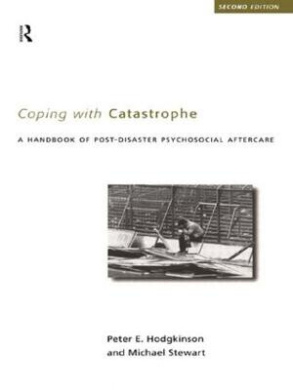 SECOND EDITION
R
Coping with Catastrophe
A HANDBOOK OF POST-DISASTER PSYCHOSOCIAL AFTERCARE
Peter E. Hodgkinson
and Michael Stewart